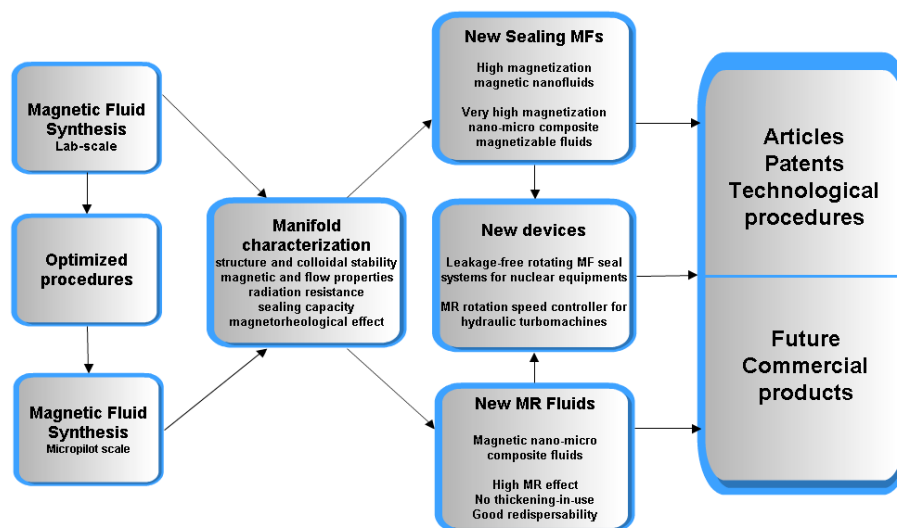 Magnetic Fluid
Synthesis
Lab-scale
Optimized
procedures
Magnetic Fluid
Synthesis
Micropilot scale
Manifold
characterization
structure and colloidal stability
magnetic and flow properties
radiation resistance
sealing capacity
magnetorheological effect
New Sealing MFs
High magnetization
magnetic nanofluids
Very high magnetization
nano-micro composite
magnetizable fluids
New devices
Leakage-free rotating MF seal
systems for nuclear equipments
MR rotation speed controller for
hydraulic turbomachines
New MR Fluids
Magnetic nano-micro
composite fluids
High MR effect
No thickening-in-use
Good redispersability
Articles
Patents
Technological
procedures
Future
Commercial
products